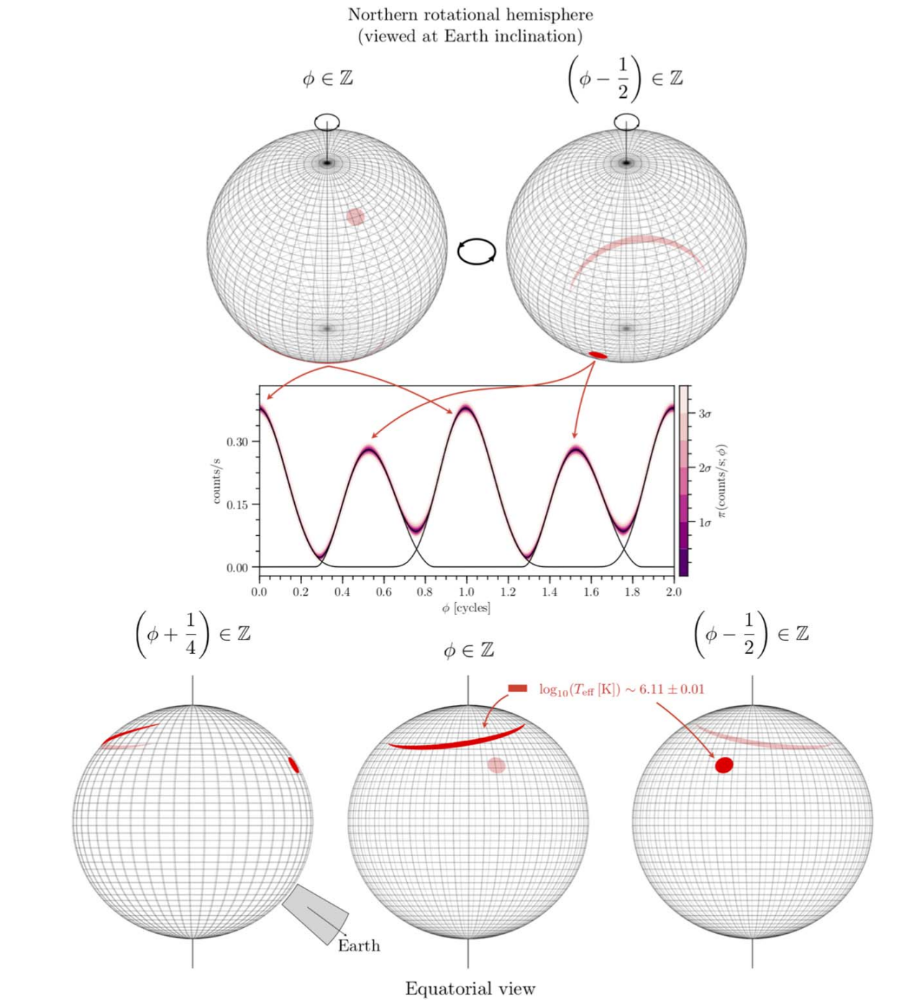 Northern rotational hemisphere
(viewed at Earth inclination)
ϕ ∈ ℤ
(ϕ − 1/2) ∈ ℤ
counts/s
0.30
0.15
0.00
0.0 0.2 0.4 0.6 0.8 1.0 1.2 1.4 1.6 1.8 2.0
ϕ [cycles]
3σ
2σ
1σ
π(counts/s; ϕ)
(ϕ + 1/4) ∈ ℤ
ϕ ∈ ℤ
(ϕ − 1/2) ∈ ℤ
log₁₀(T_eff [K]) ∼ 6.11 ± 0.01
Earth
Equatorial view